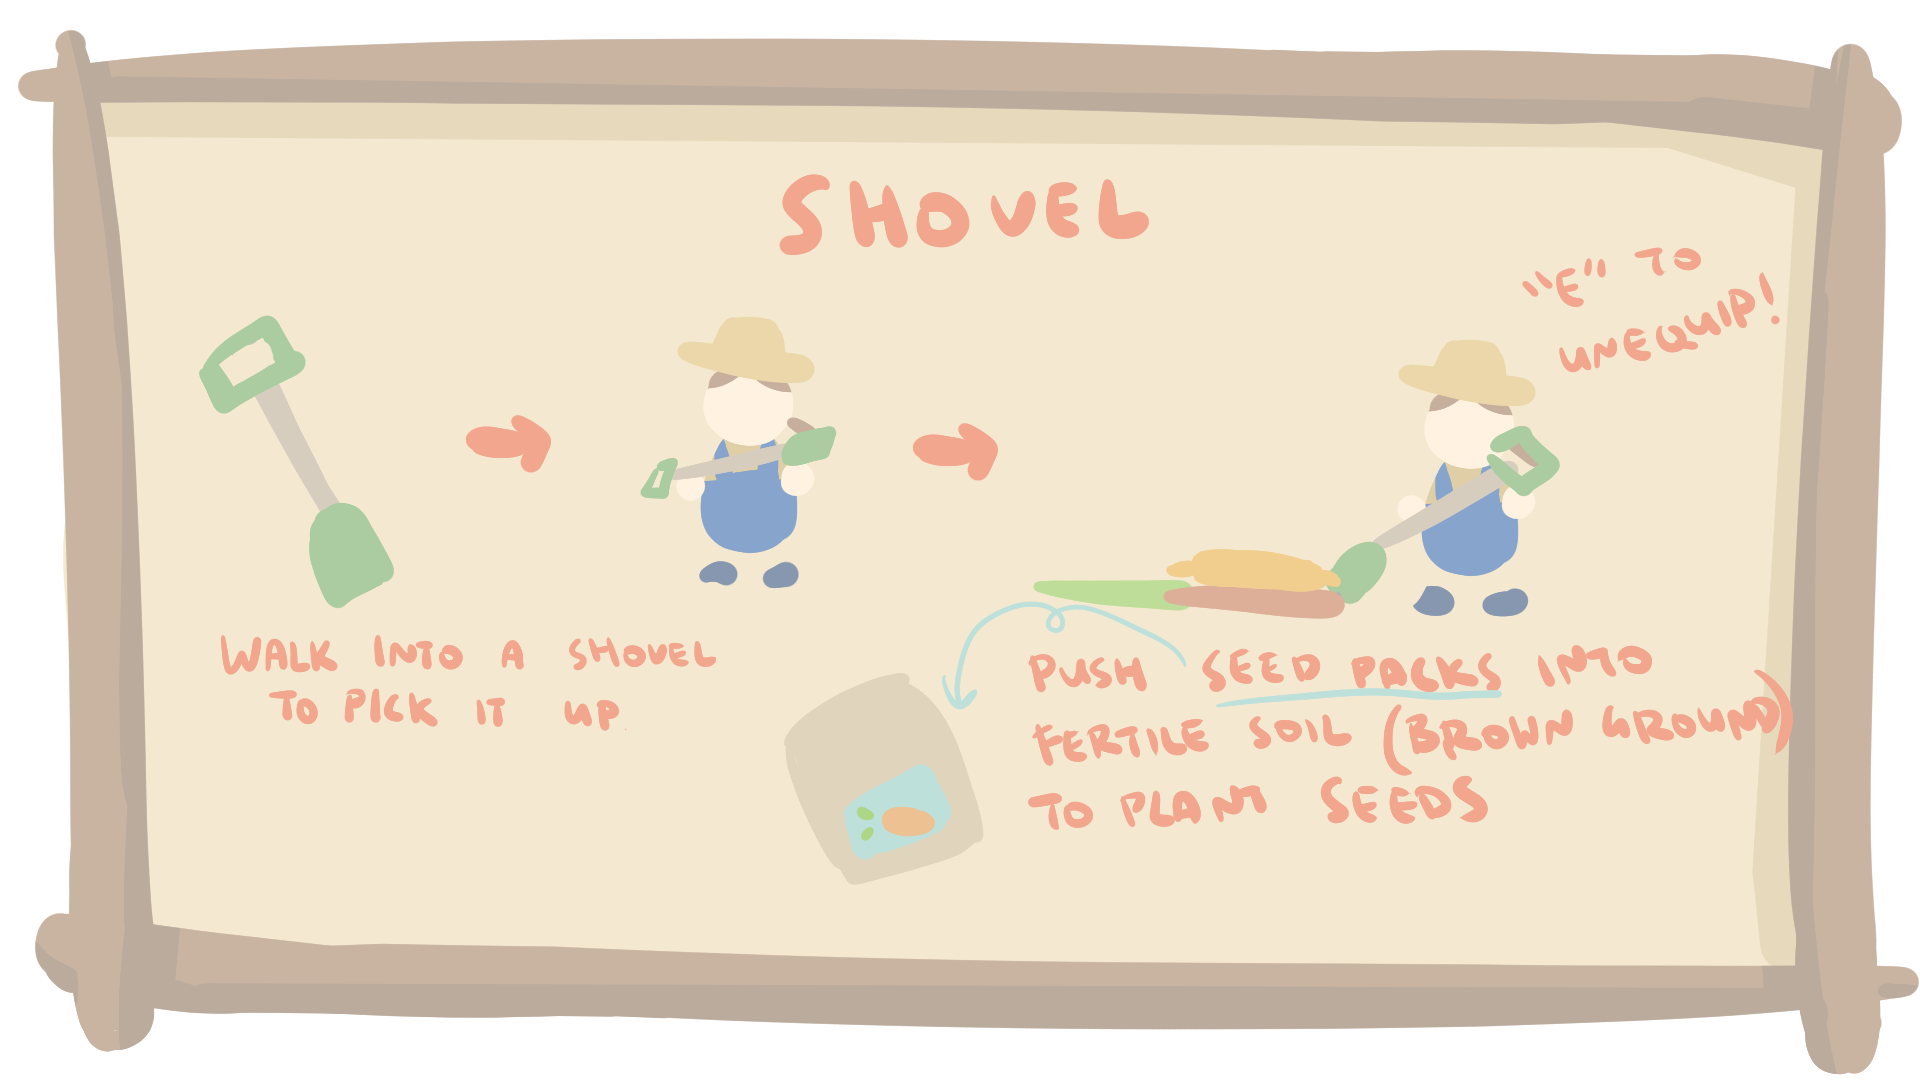 SHOVEL
"E" TO
UNEQUIP!
WALK INTO A SHOVEL
TO PICK IT UP
PUSH SEED PACKS INTO
FERTILE SOIL (BROWN GROUND)
TO PLANT SEEDS